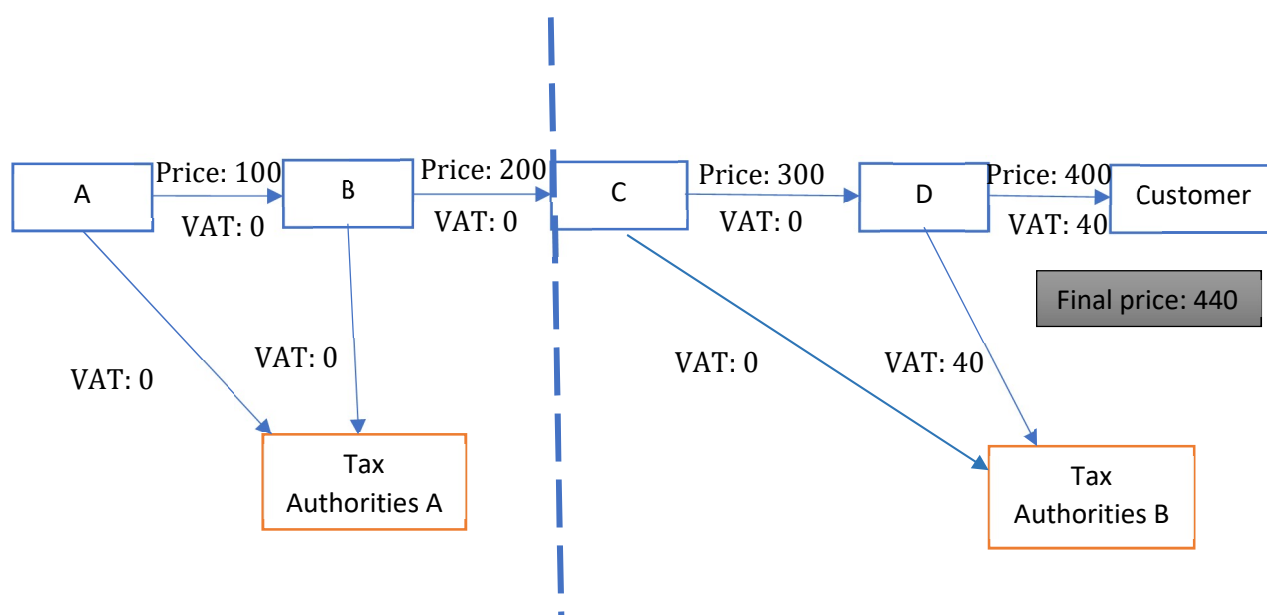 A
Price: 100
VAT: 0
B
Price: 200
VAT: 0
C
Price: 300
VAT: 0
D
Price: 400
VAT: 40
Customer
Final price: 440
VAT: 0
VAT: 0
VAT: 0
VAT: 40
Tax
Authorities A
Tax
Authorities B